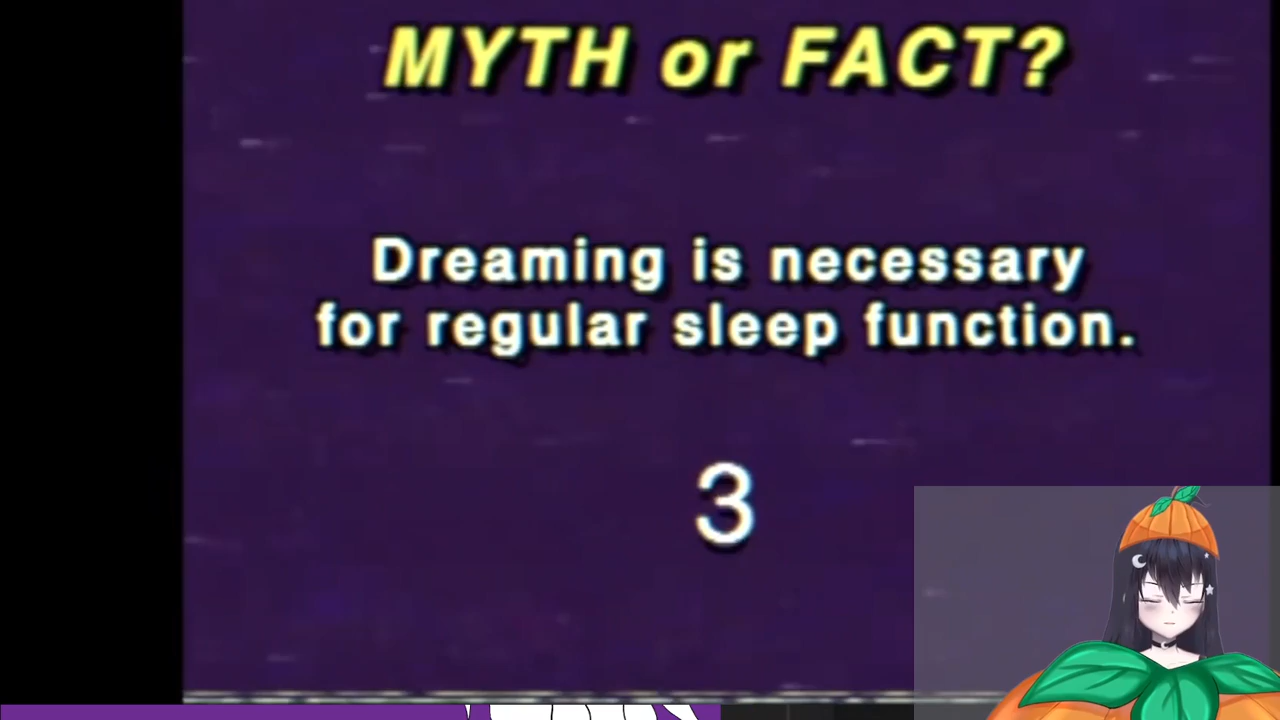 MYTH or FACT?
Dreaming is necessary
for regular sleep function.
3